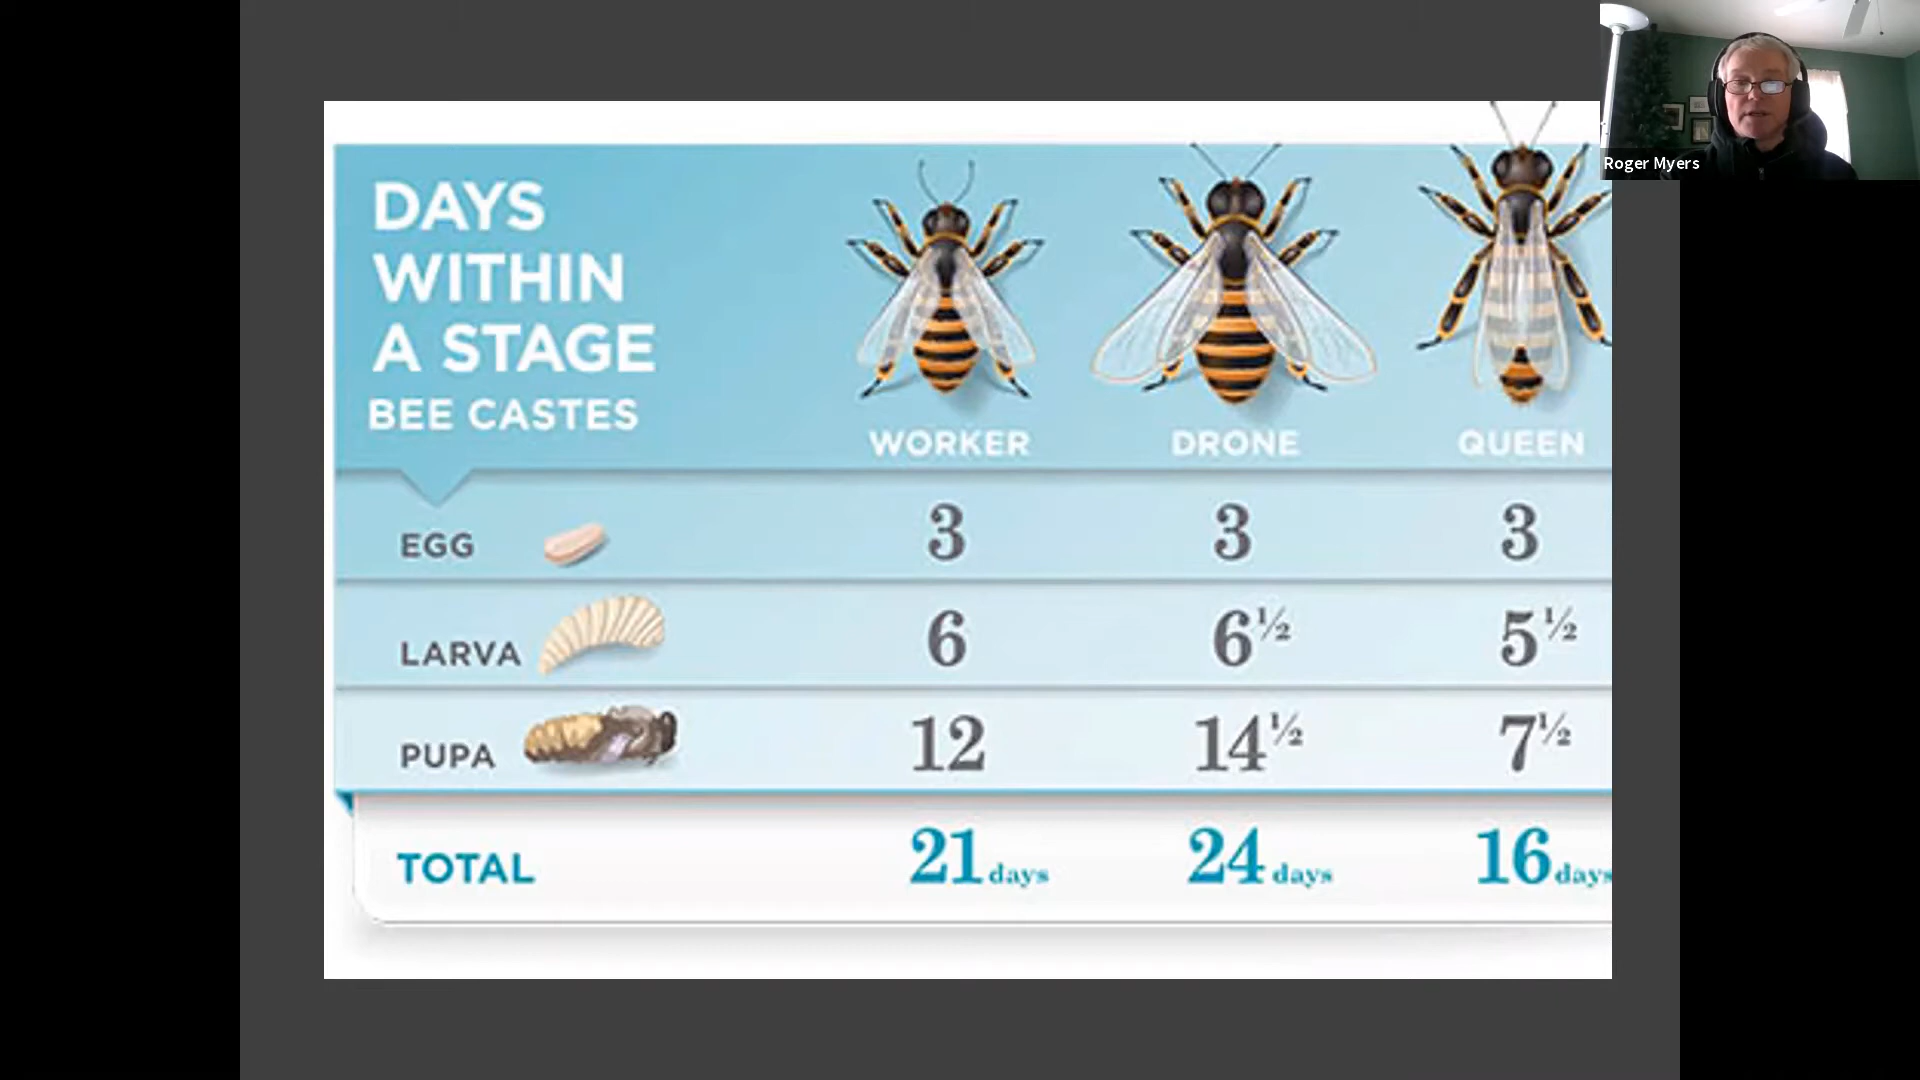 DAYS
WITHIN
A STAGE
BEE CASTES
WORKER DRONE QUEEN
EGG 3 3 3
LARVA 6 6½ 5½
PUPA 12 14½ 7½
TOTAL 21 days 24 days 16 days
Roger Myers